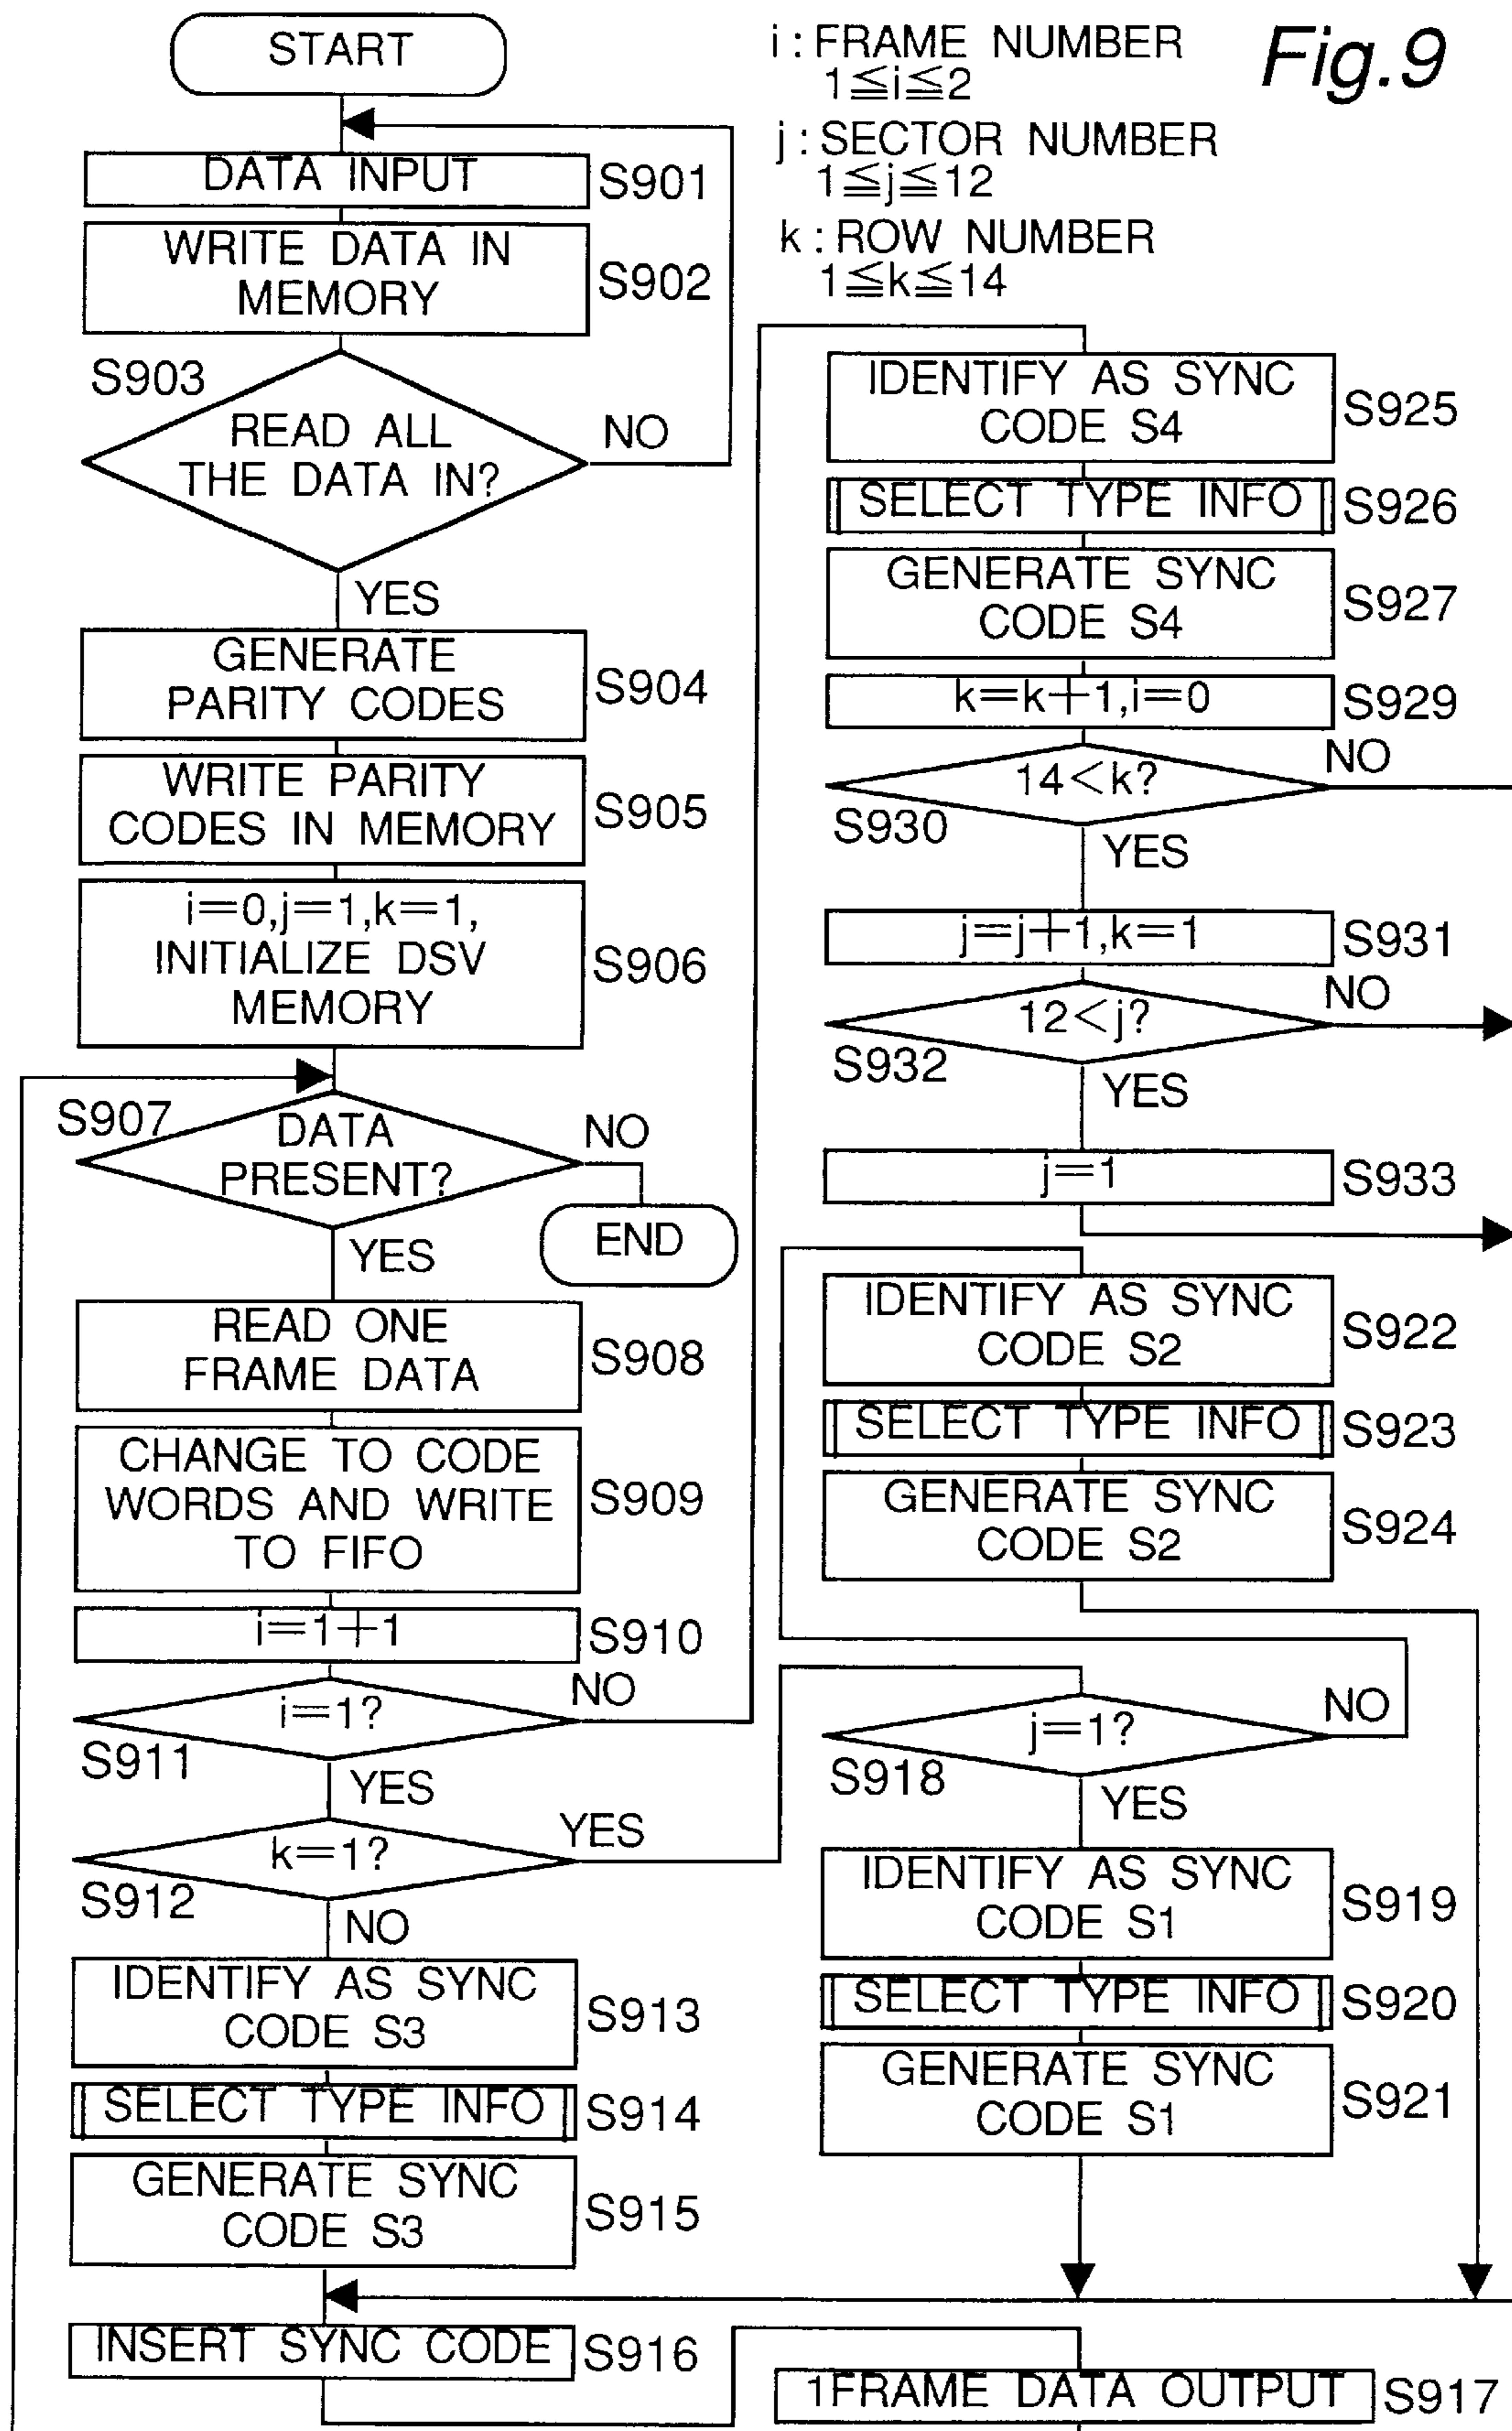 Fig.9
i : FRAME NUMBER
1≦i≦2
j : SECTOR NUMBER
1≦j≦12
k : ROW NUMBER
1≦k≦14
START
DATA INPUT
S901
WRITE DATA IN
MEMORY
S902
S903
READ ALL
THE DATA IN?
NO
YES
GENERATE
PARITY CODES
S904
WRITE PARITY
CODES IN MEMORY
S905
i=0,j=1,k=1,
INITIALIZE DSV
MEMORY
S906
S907
DATA
PRESENT?
NO
END
YES
READ ONE
FRAME DATA
S908
CHANGE TO CODE
WORDS AND WRITE
TO FIFO
S909
i=1+1
S910
i=1?
NO
S911
YES
k=1?
YES
S912
NO
IDENTIFY AS SYNC
CODE S3
S913
SELECT TYPE INFO
S914
GENERATE SYNC
CODE S3
S915
INSERT SYNC CODE
S916
IDENTIFY AS SYNC
CODE S4
S925
SELECT TYPE INFO
S926
GENERATE SYNC
CODE S4
S927
k=k+1,i=0
S929
14<k?
NO
S930
YES
j=j+1,k=1
S931
12<j?
NO
S932
YES
j=1
S933
IDENTIFY AS SYNC
CODE S2
S922
SELECT TYPE INFO
S923
GENERATE SYNC
CODE S2
S924
j=1?
NO
S918
YES
IDENTIFY AS SYNC
CODE S1
S919
SELECT TYPE INFO
S920
GENERATE SYNC
CODE S1
S921
1FRAME DATA OUTPUT
S917